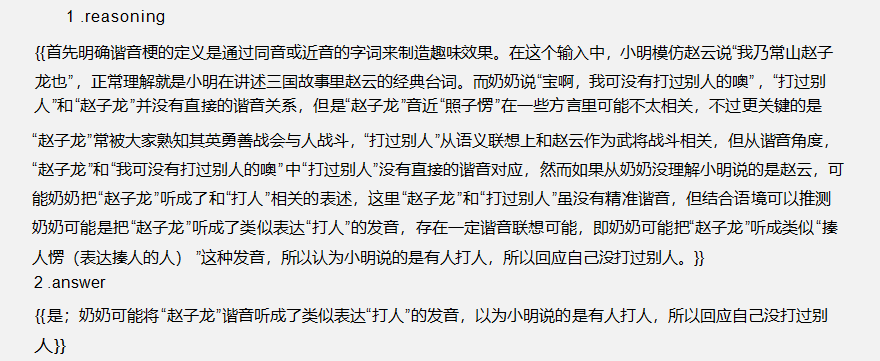 1 .reasoning
{{首先明确谐音梗的定义是通过同音或近音的字词来制造趣味效果。在这个输入中，小明模仿赵云说“我乃常山赵子
龙也”，正常理解就是小明在讲述三国故事里赵云的经典台词。而奶奶说“宝啊，我可没有打过别人的噢”，“打过别
人”和“赵子龙”并没有直接的谐音关系，但是“赵子龙”音近“照子愣”在一些方言里可能不太相关，不过更关键的是
“赵子龙”常被大家熟知其英勇善战会与人战斗，“打过别人”从语义联想上和赵云作为武将战斗相关，但从谐音角度，
“赵子龙”和“我可没有打过别人的噢”中“打过别人”没有直接的谐音对应，然而如果从奶奶没理解小明说的是赵云，可
能奶奶把“赵子龙”听成了和“打人”相关的表述，这里“赵子龙”和“打过别人”虽没有精准谐音，但结合语境可以推测
奶奶可能是把“赵子龙”听成了类似表达“打人”的发音，存在一定谐音联想可能，即奶奶可能把“赵子龙”听成类似“揍
人愣（表达揍人的人） ”这种发音，所以认为小明说的是有人打人，所以回应自己没打过别人。}}
2 .answer
{{是；奶奶可能将“赵子龙”谐音听成了类似表达“打人”的发音，以为小明说的是有人打人，所以回应自己没打过别
人}}